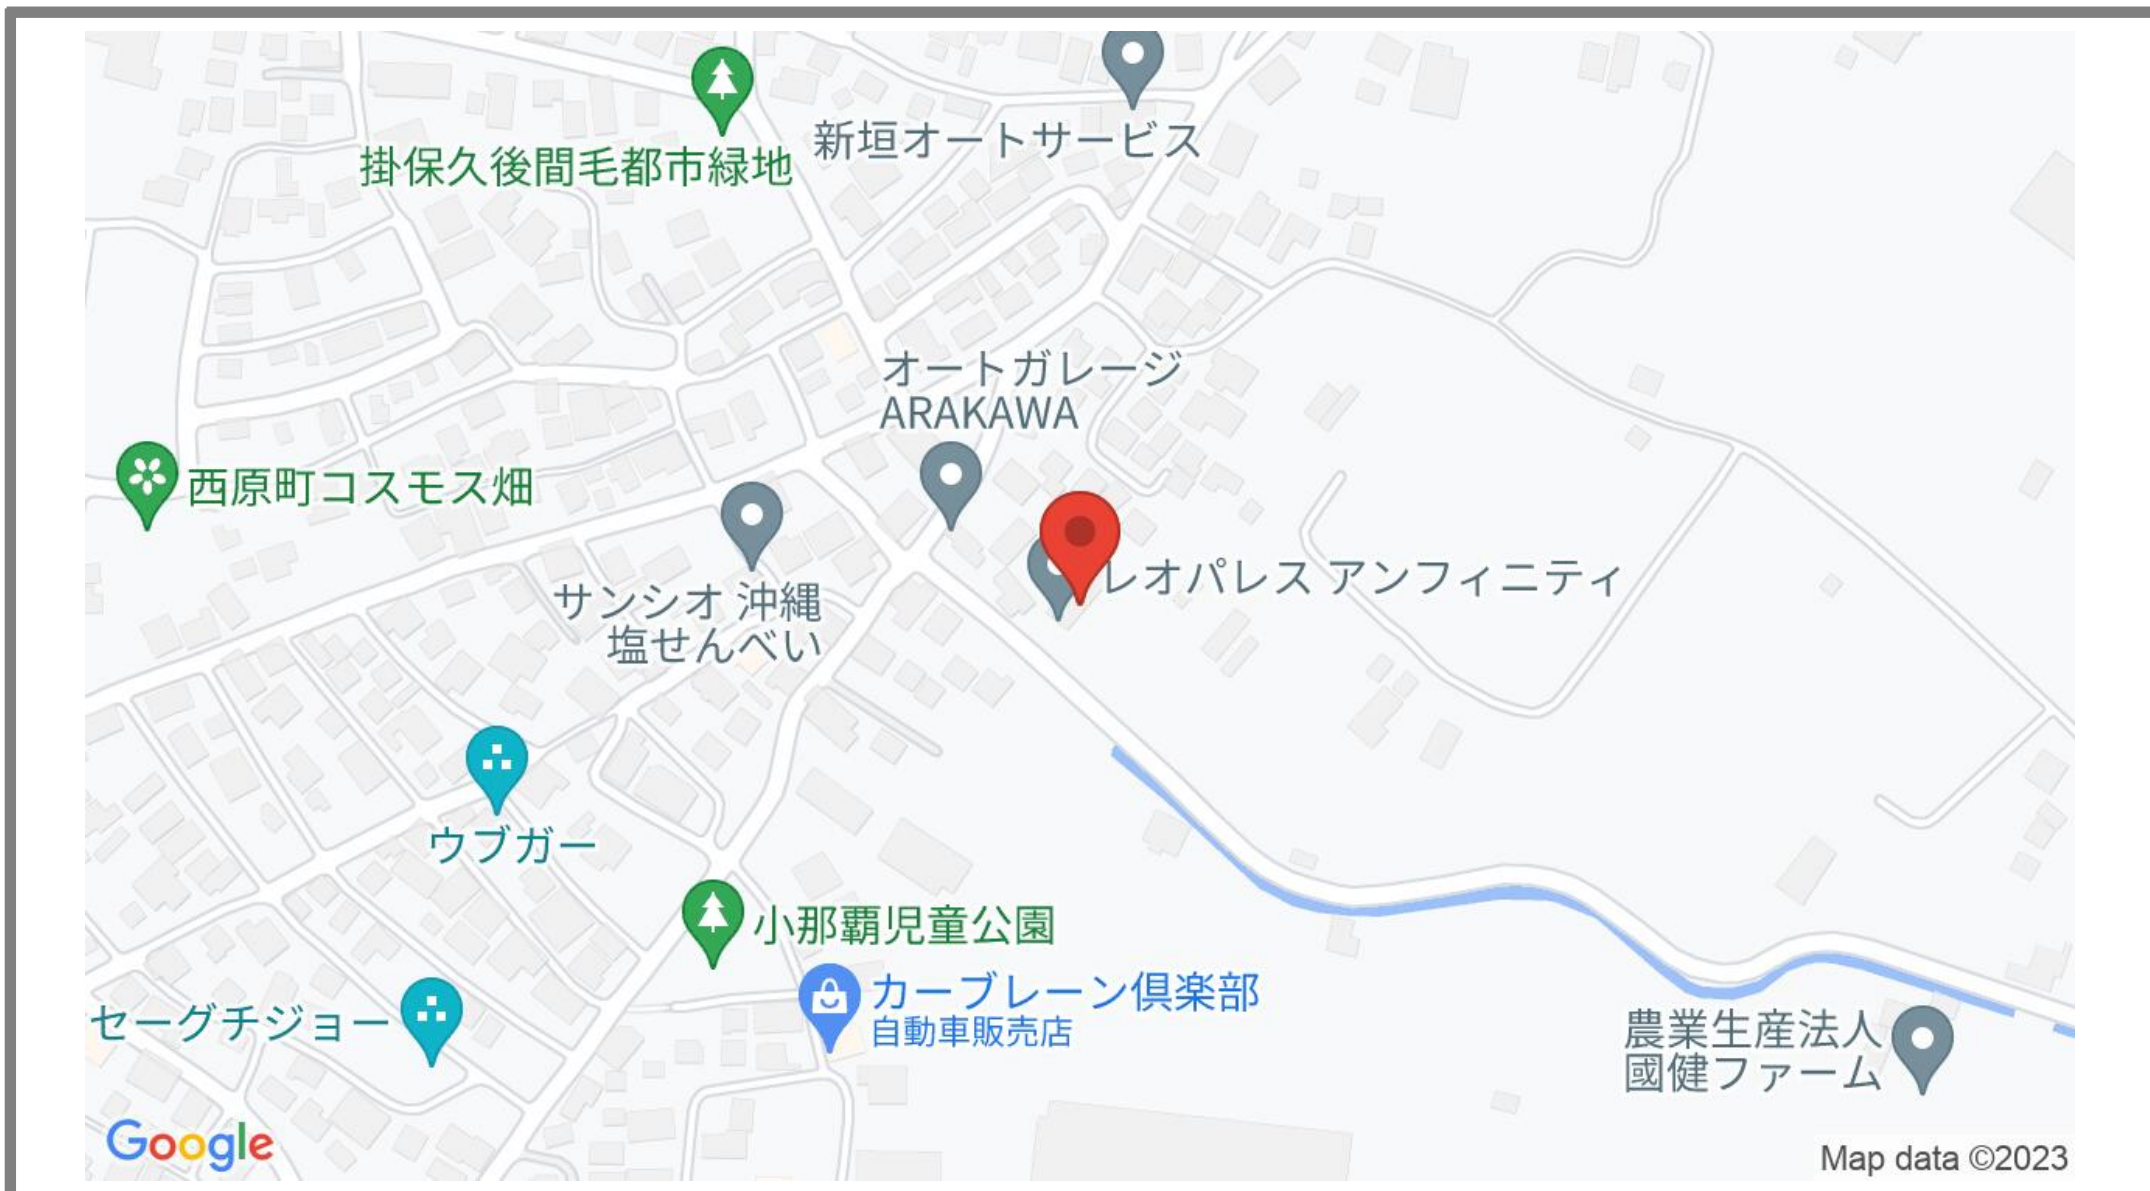 新垣オートサービス
掛保久後間毛都市緑地
オートガレージ
ARAKAWA
西原町コスモス畑
レオパレス アンフィニティ
サンシオ 沖縄
塩せんべい
ウブガー
小那覇児童公園
カーブレーン倶楽部
自動車販売店
セーグチジョー
農業生産法人
國健ファーム
Google
Map data ©2023